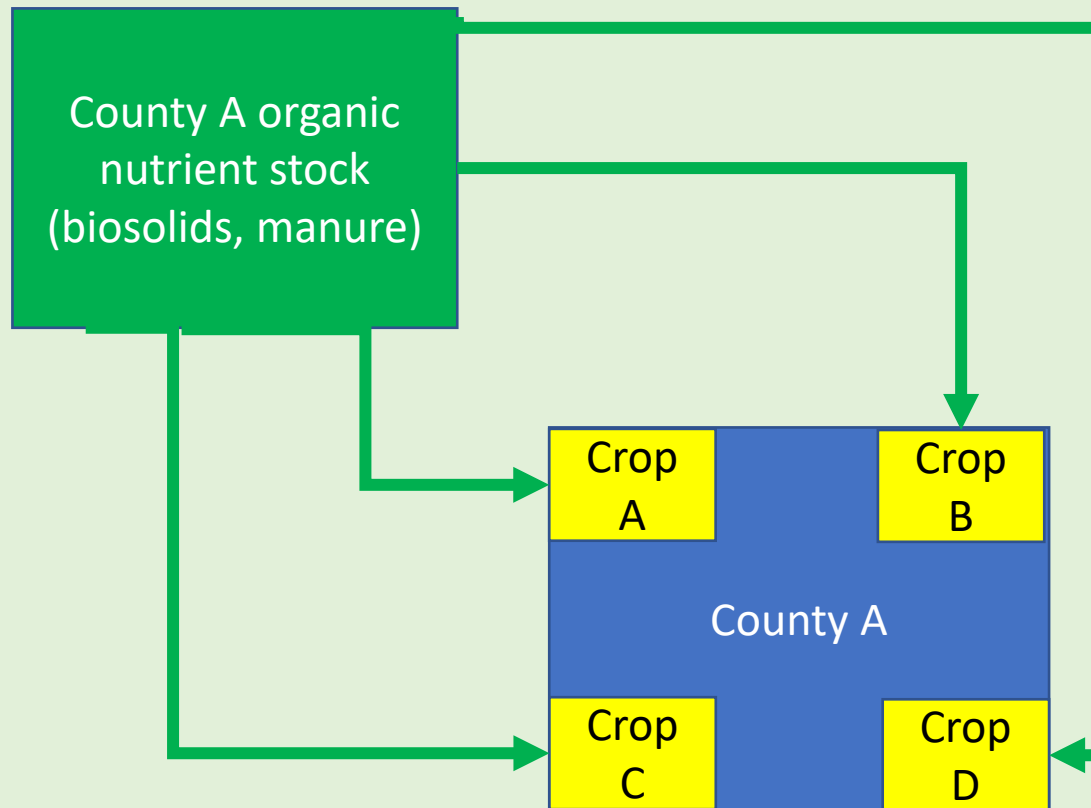 County A organic
nutrient stock
(biosolids, manure)
Crop
A
Crop
B
County A
Crop
C
Crop
D